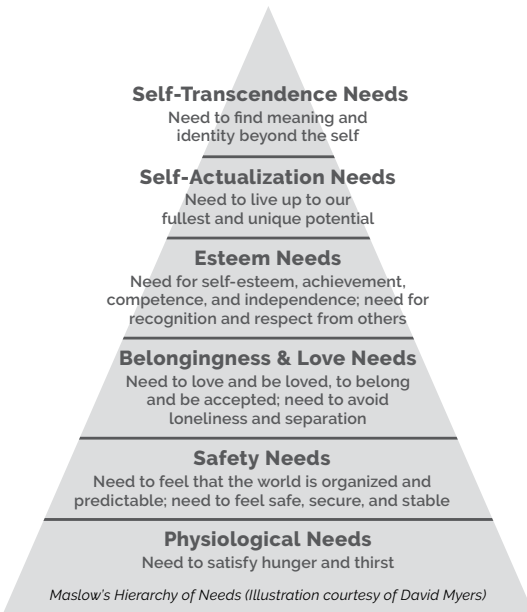 Self-Transcendence Needs
Need to find meaning and
identity beyond the self
Self-Actualization Needs
Need to live up to our
fullest and unique potential
Esteem Needs
Need for self-esteem, achievement,
competence, and independence; need for
recognition and respect from others
Belongingness & Love Needs
Need to love and be loved, to belong
and be accepted; need to avoid
loneliness and separation
Safety Needs
Need to feel that the world is organized and
predictable; need to feel safe, secure, and stable
Physiological Needs
Need to satisfy hunger and thirst
Maslow's Hierarchy of Needs (Illustration courtesy of David Myers)